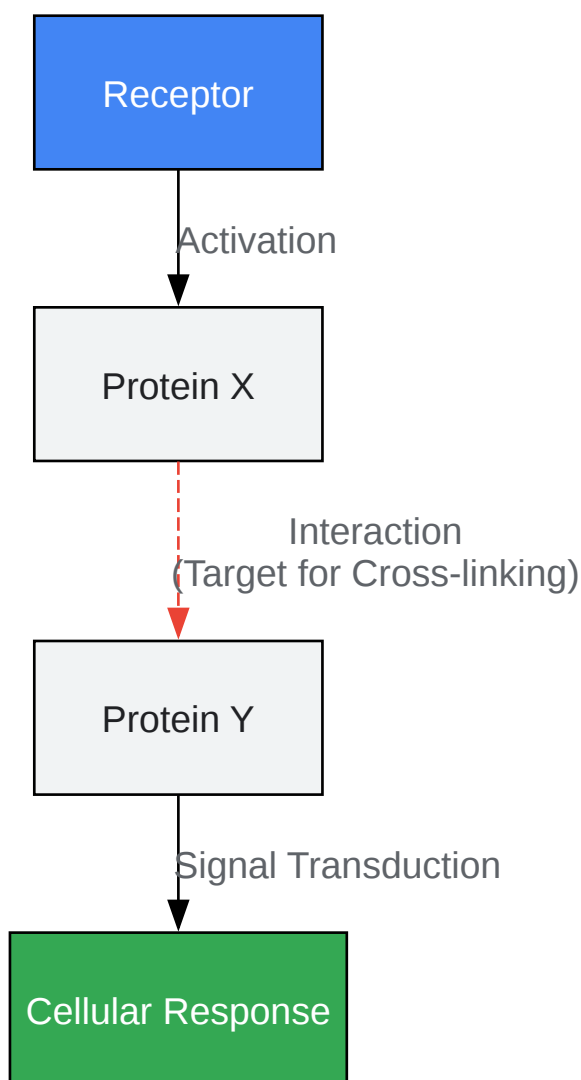 Receptor
Activation
Protein X
Interaction
(Target for Cross-linking)
Protein Y
Signal Transduction
Cellular Response